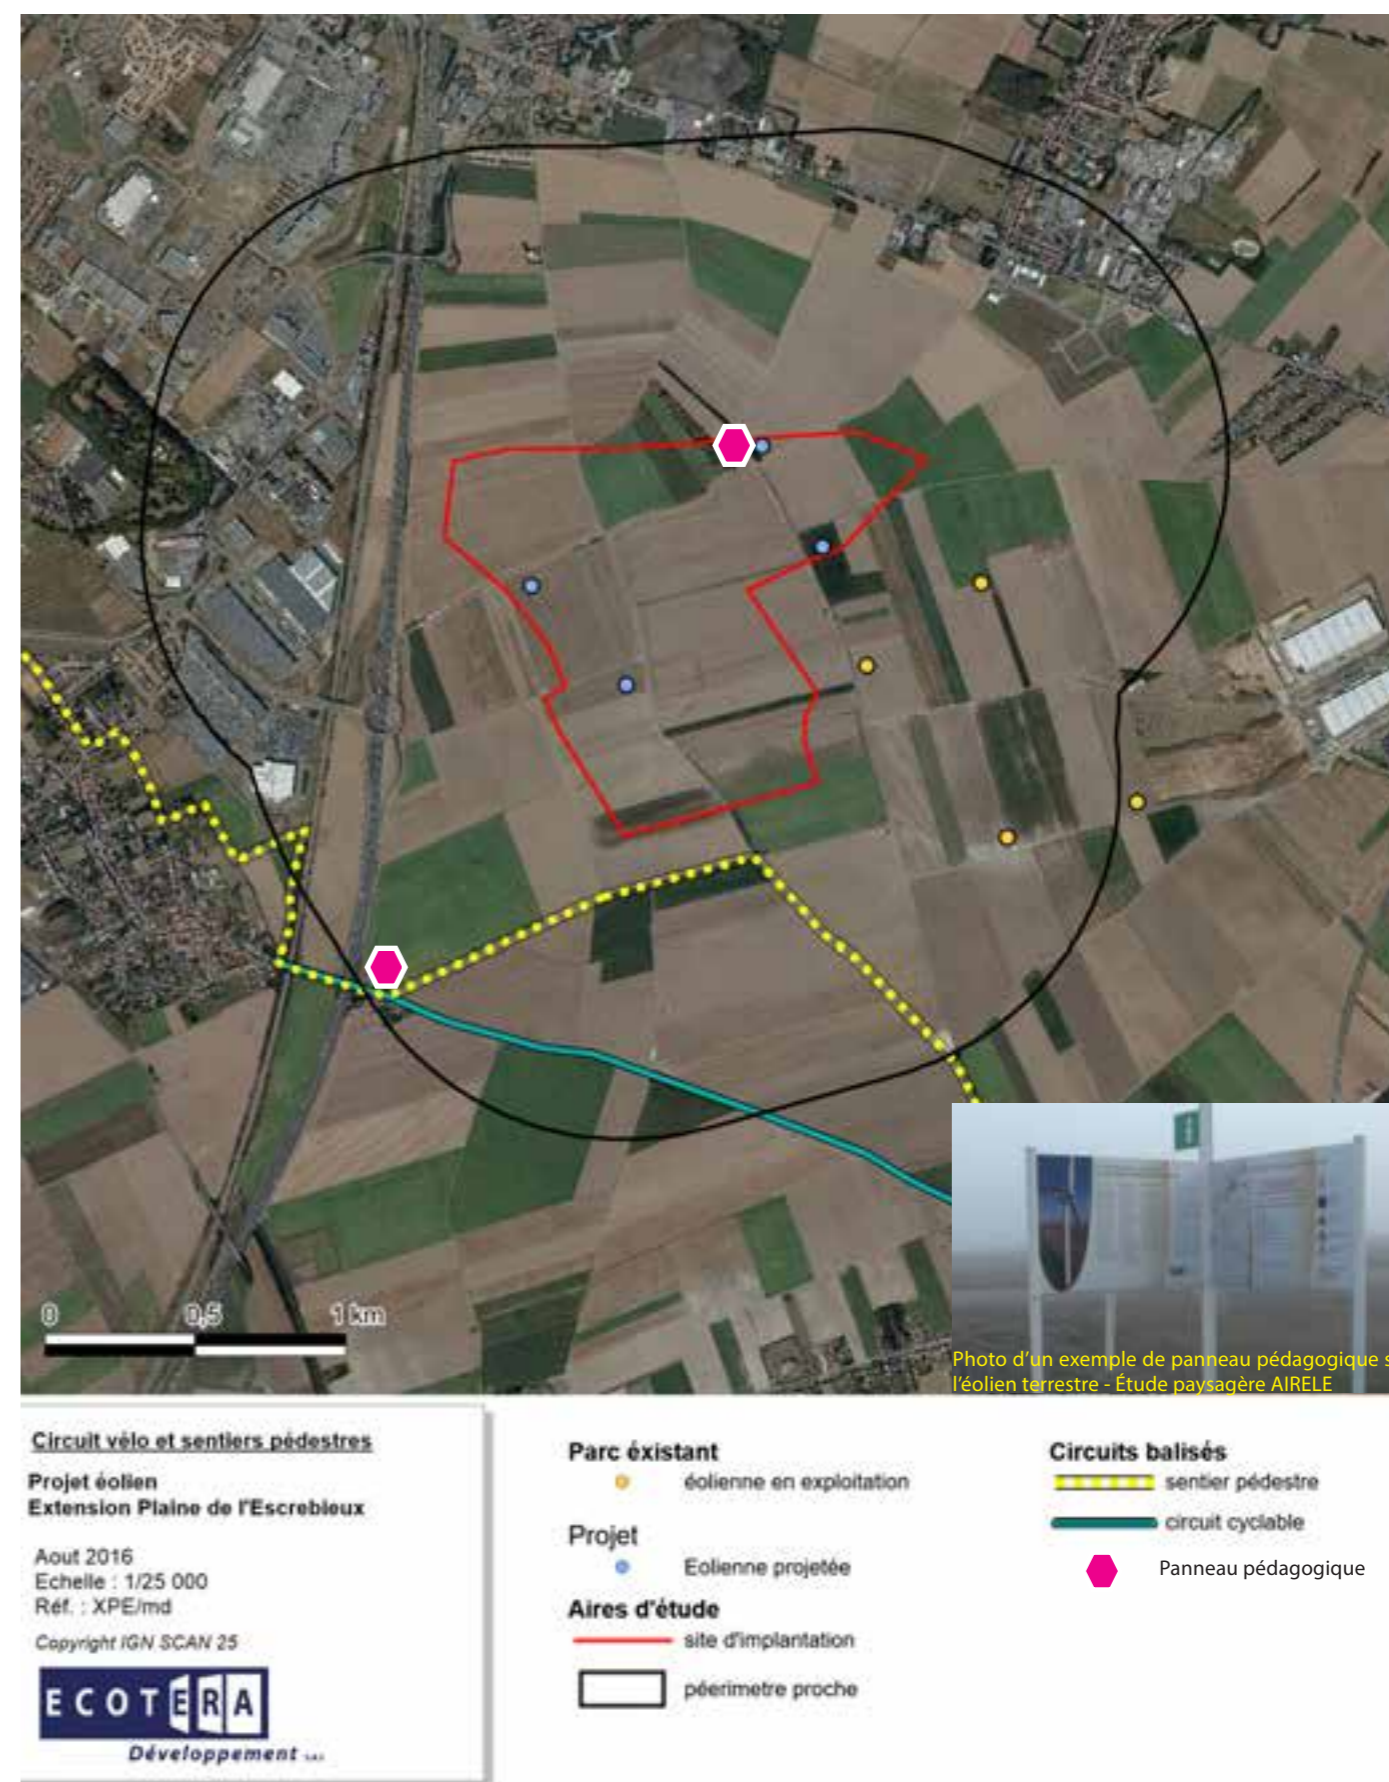 0 0,5 1 km
Photo d'un exemple de panneau pédagogique s
l'éolien terrestre - Étude paysagère AIRELE
Circuit vélo et sentiers pédestres
Projet éolien
Extension Plaine de l'Escrebieux
Aout 2016
Echelle : 1/25 000
Réf. : XPE/md
Copyright IGN SCAN 25
ECOTERA
Développement
Parc éxistant
éolienne en exploitation
Projet
Eolienne projetée
Aires d'étude
site d'implantation
péerimetre proche
Circuits balisés
sentier pédestre
circuit cyclable
Panneau pédagogique